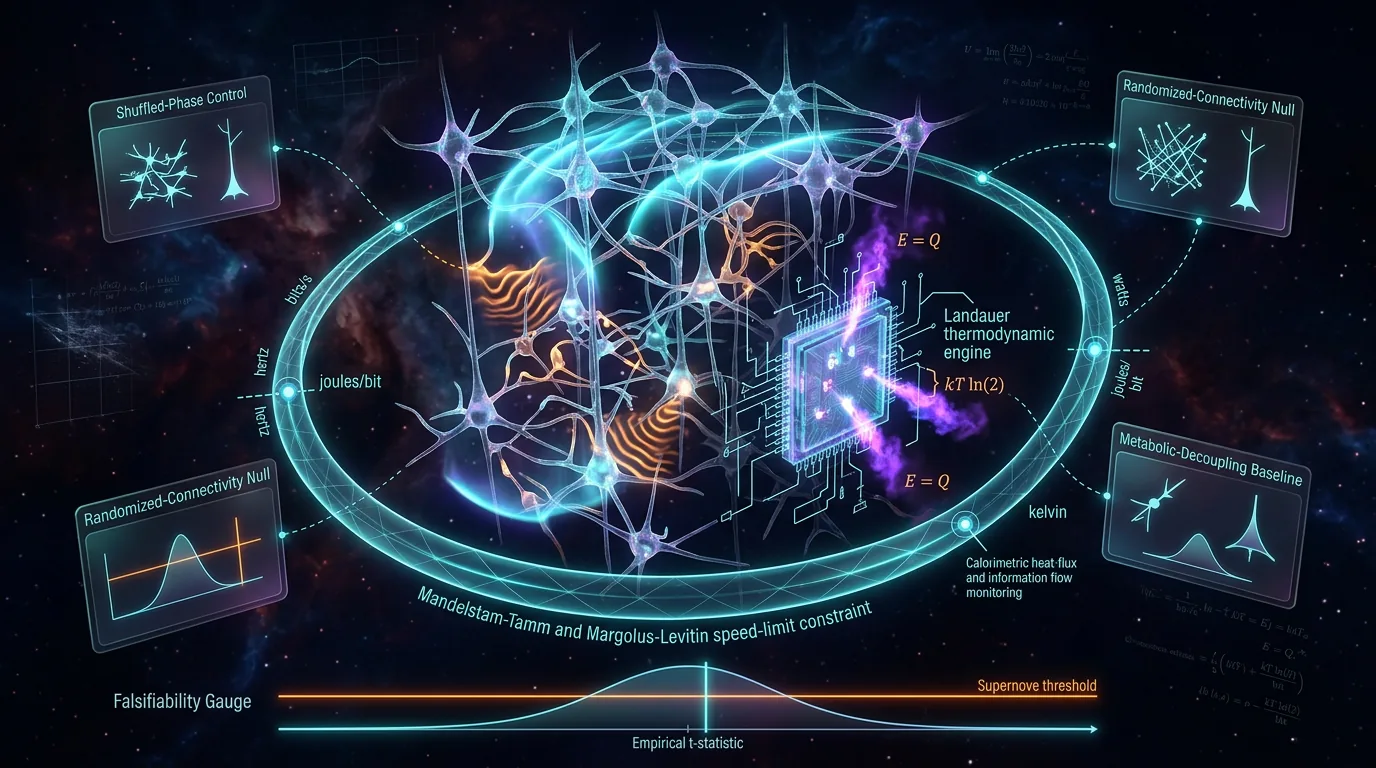 Shuffled-Phase Control
Randomized-Connectivity Null
E = Q
bits/s
watts
Landauer
thermodynamic
engine
hertz
joules/bit
kT ln(2)
joules/
bit
hertz
Metabolic-Decoupling Baseline
Randomized-Connectivity Null
E = Q
kelvin
Calorimetric heat-flux
and information flow
monitoring
Mandelstam-Tamm and Margolus-Levitin speed-limit constraint
Supernove threshold
Falsifiability Gauge
Empirical t-statistic